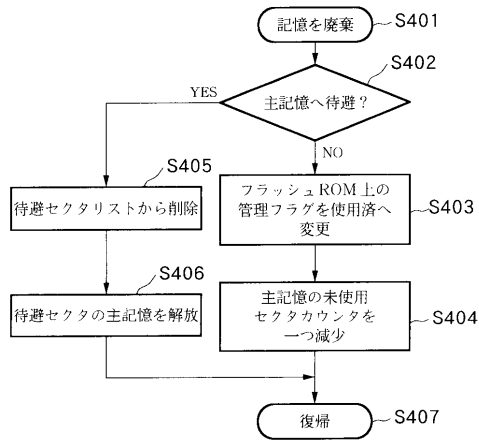 記憶を廃棄
S401
S402
主記憶へ待避？
YES
NO
S405
待避セクタリストから削除
フラッシュROM上の
管理フラグを使用済へ
変更
S403
S406
待避セクタの主記憶を解放
主記憶の未使用
セクタカウンタを
一つ減少
S404
復帰
S407